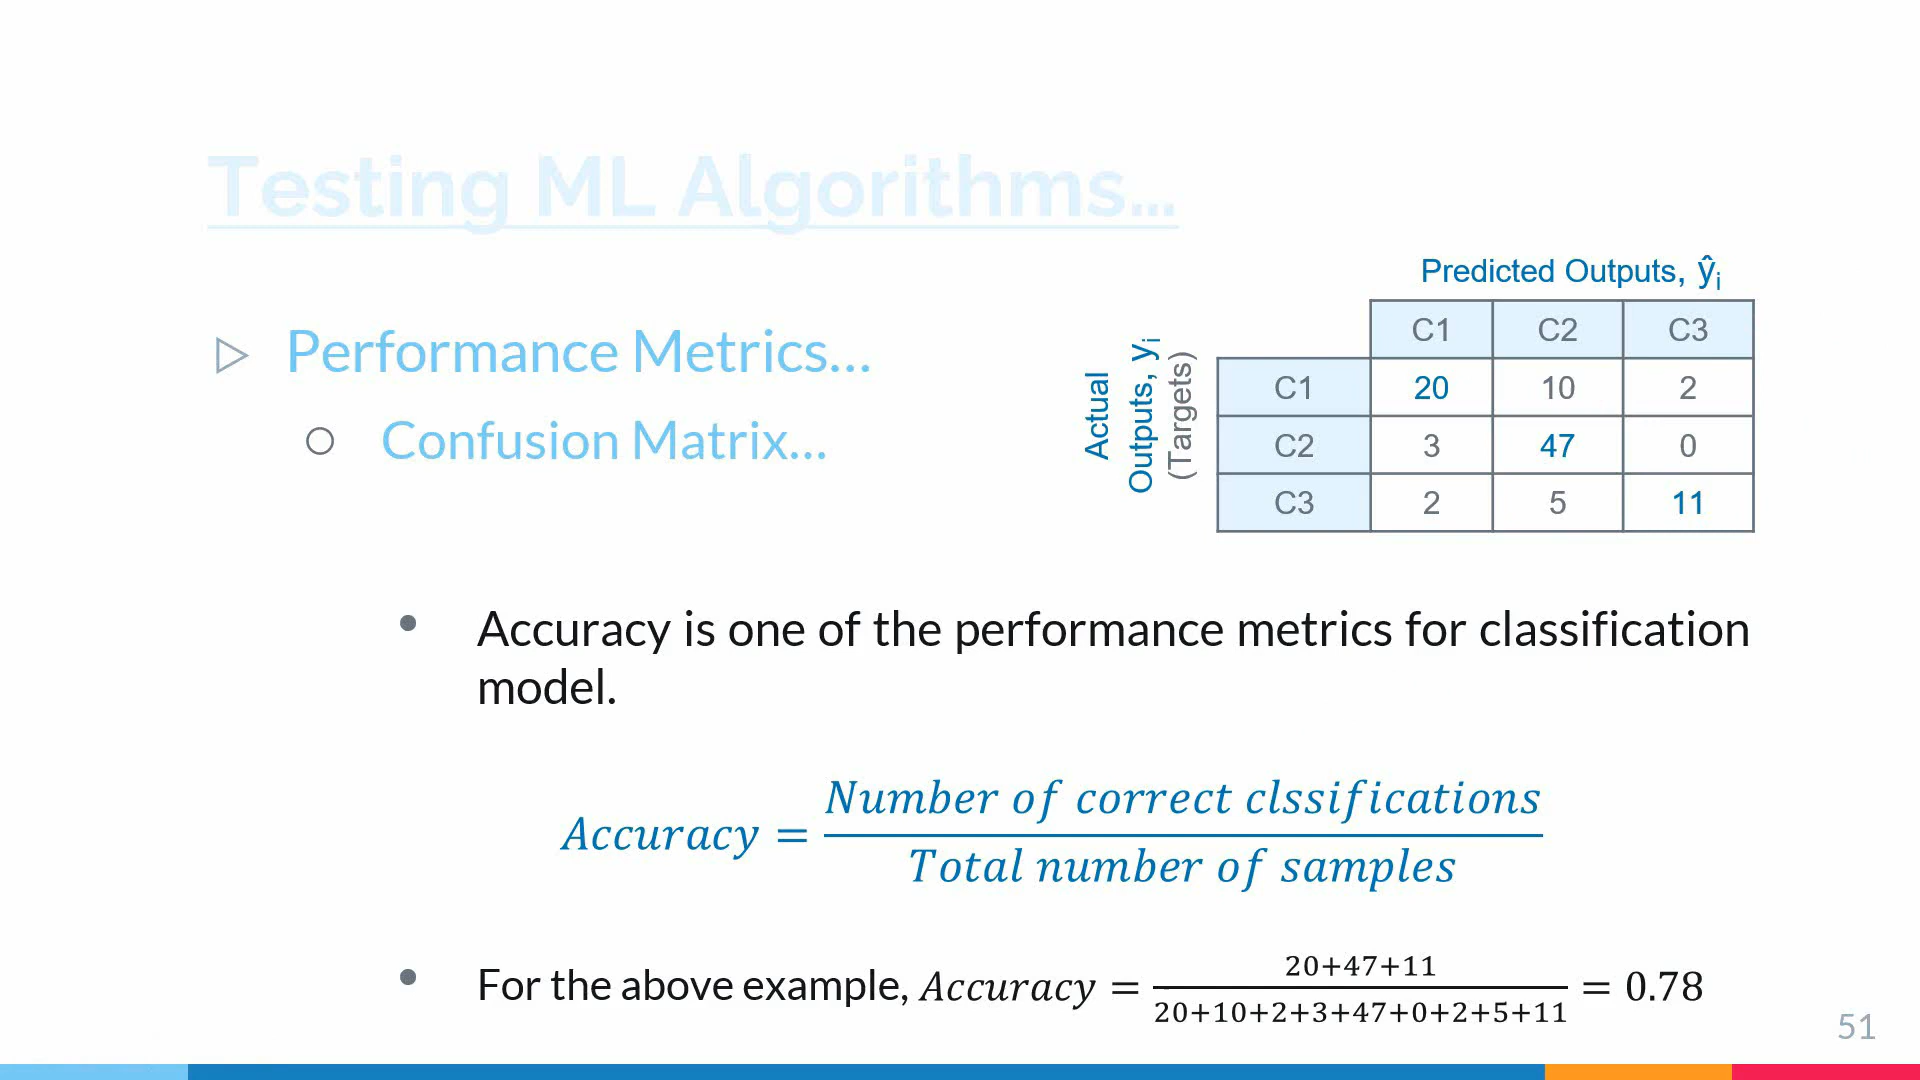 Testing ML Algorithms...
Performance Metrics...
Confusion Matrix...
Predicted Outputs, ŷi
Actual
Outputs, yi
(Targets)
C1 C2 C3
C1 20 10 2
C2 3 47 0
C3 2 5 11
Accuracy is one of the performance metrics for classification
model.
Accuracy = Number of correct clssifications
Total number of samples
For the above example, Accuracy = 20+47+11 = 0.78
20+10+2+3+47+0+2+5+11
51